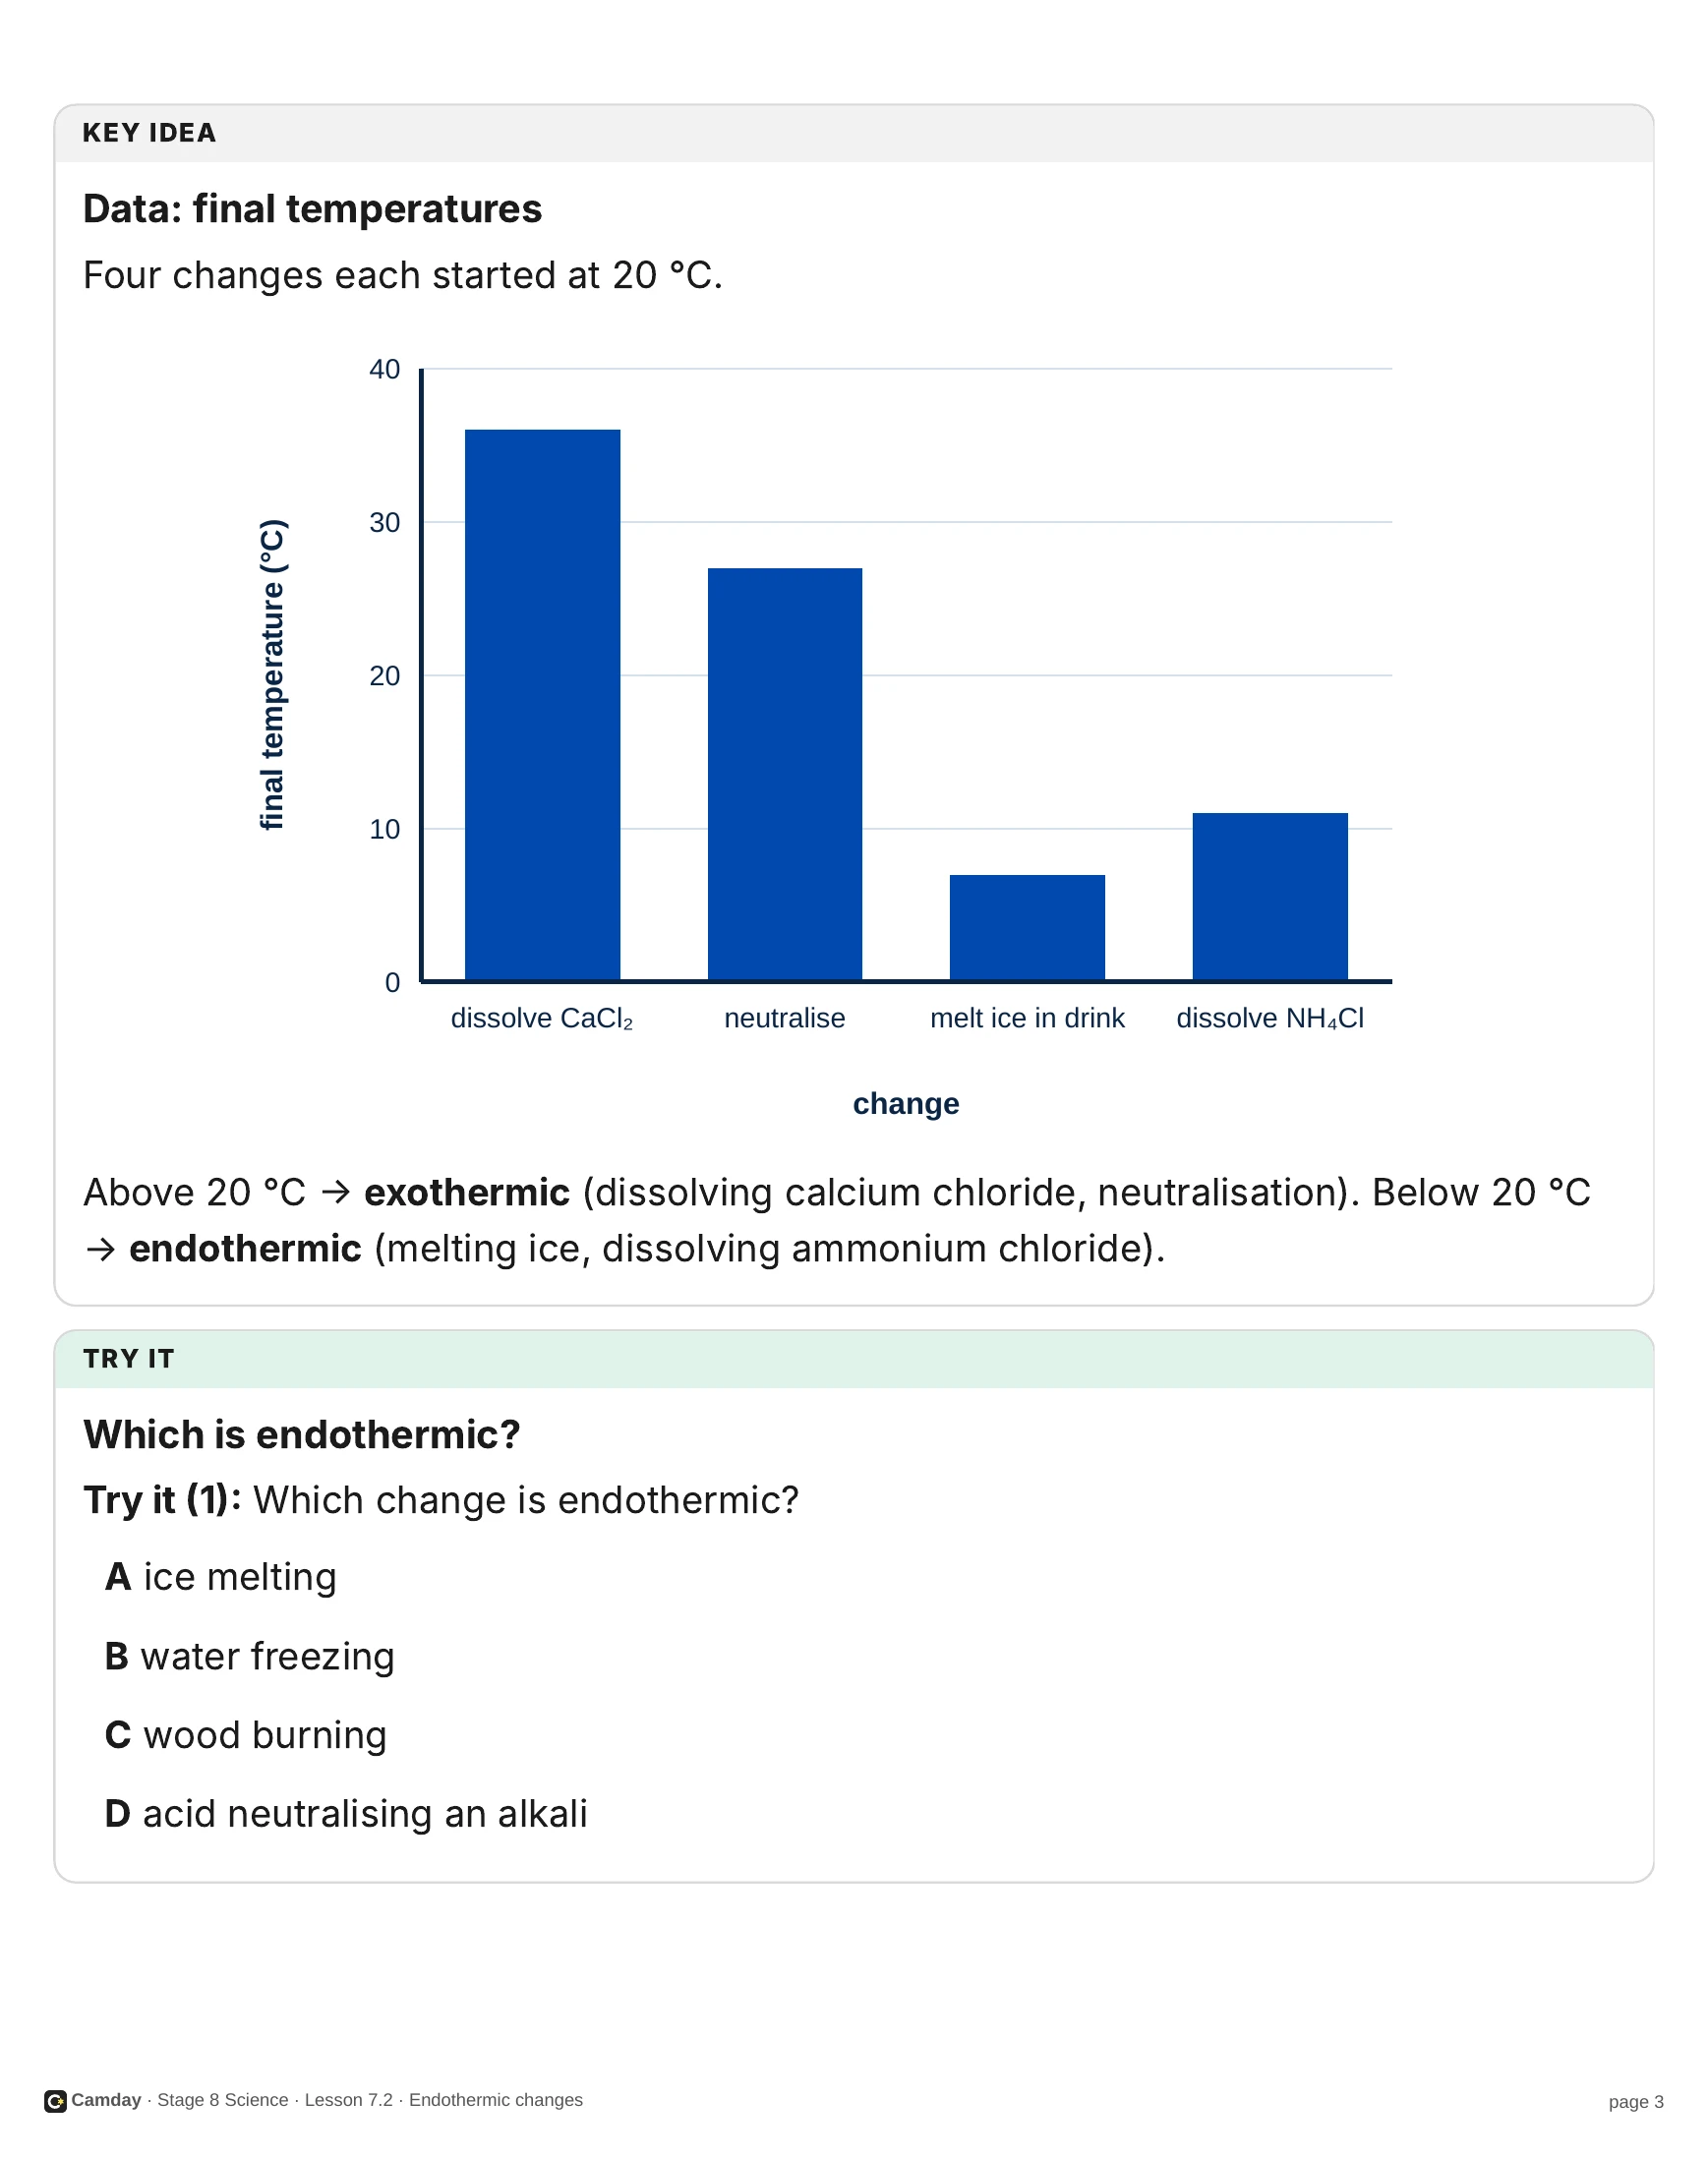 KEY IDEA
Data: final temperatures
Four changes each started at 20 °C.
40
30
20
10
0
final temperature (°C)
dissolve CaCl₂
neutralise
melt ice in drink
dissolve NH₄Cl
change
Above 20 °C → exothermic (dissolving calcium chloride, neutralisation). Below 20 °C
→ endothermic (melting ice, dissolving ammonium chloride).
TRY IT
Which is endothermic?
Try it (1): Which change is endothermic?
A ice melting
B water freezing
C wood burning
D acid neutralising an alkali
Camday · Stage 8 Science · Lesson 7.2 · Endothermic changes
page 3